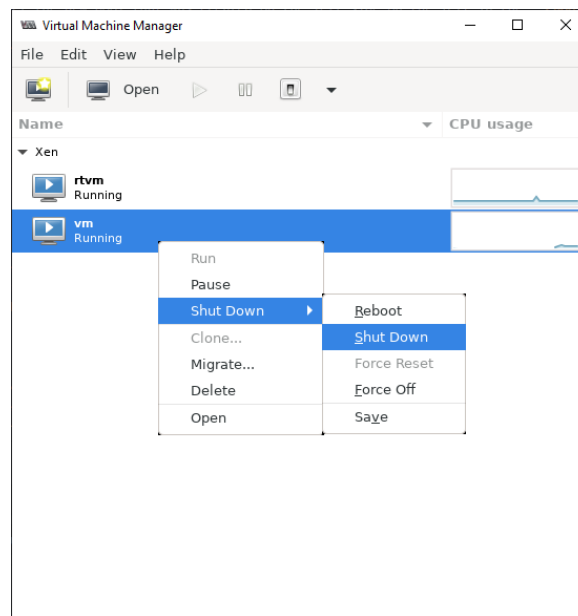 Virtual Machine Manager
File Edit View Help
Open
Name CPU usage
Xen
rtvm
Running
vm
Running
Run
Pause
Shut Down
Clone...
Migrate...
Delete
Open
Reboot
Shut Down
Force Reset
Force Off
Save